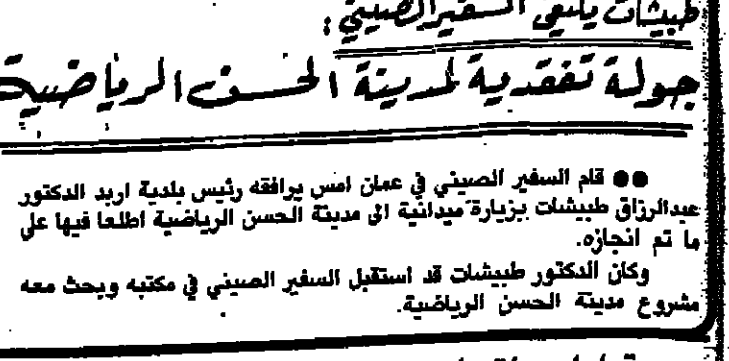 طبيشات يلتقي السفير الصيني :
جولة تفقدية لمدينة الحسن الرياضية
●● قام السفير الصيني في عمان امس يرافقه رئيس بلدية اربد الدكتور
عبدالرزاق طبيشات بزيارة ميدانية الى مدينة الحسن الرياضية اطلعا فيها على
ما تم انجازه.
وكان الدكتور طبيشات قد استقبل السفير الصيني في مكتبه وبحث معه
مشروع مدينة الحسن الرياضية.